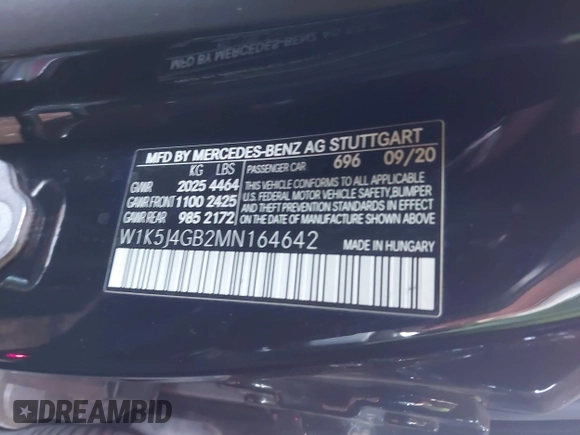 MFD BY MERCEDES-BENZ AG STUTTGART
KG LBS PASSENGER CAR 696 09/20
GVWR 2025 4464 THIS VEHICLE CONFORMS TO ALL APPLICABLE
GAWR FRONT 1100 2425 U.S. FEDERAL MOTOR VEHICLE SAFETY, BUMPER
GAWR REAR 985 2172 AND THEFT PREVENTION STANDARDS IN EFFECT
ON THE DATE OF MANUFACTURE SHOWN ABOVE.
W1K5J4GB2MN164642 MADE IN HUNGARY
DREAMBID